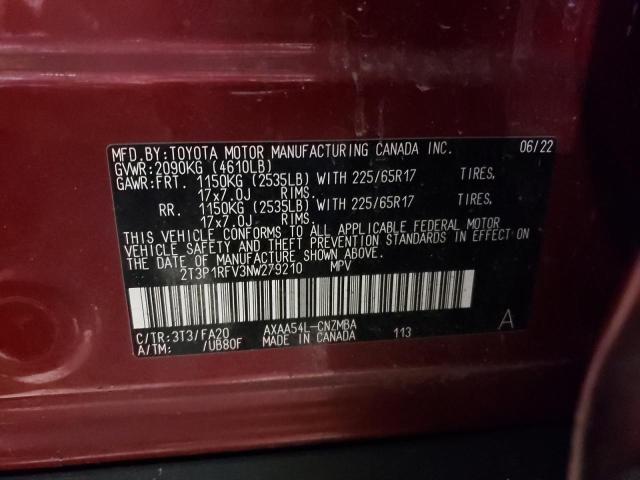 MFD.BY:TOYOTA MOTOR MANUFACTURING CANADA INC. 06/22
GVWR:2090KG (4610LB)
GAWR:FRT. 1150KG (2535LB) WITH 225/65R17 TIRES,
17x7.0J RIMS.
RR. 1150KG (2535LB) WITH 225/65R17 TIRES,
17x7.0J RIMS
THIS VEHICLE CONFORMS TO ALL APPLICABLE FEDERAL MOTOR
VEHICLE SAFETY AND THEFT PREVENTION STANDARDS IN EFFECT ON
THE DATE OF MANUFACTURE SHOWN ABOVE.
2T3P1RFV3NW279210 MPV
C/TR:3T3/FA20 AXAA54L-CNZMBA A
A/TM: /UB80F MADE IN CANADA 113